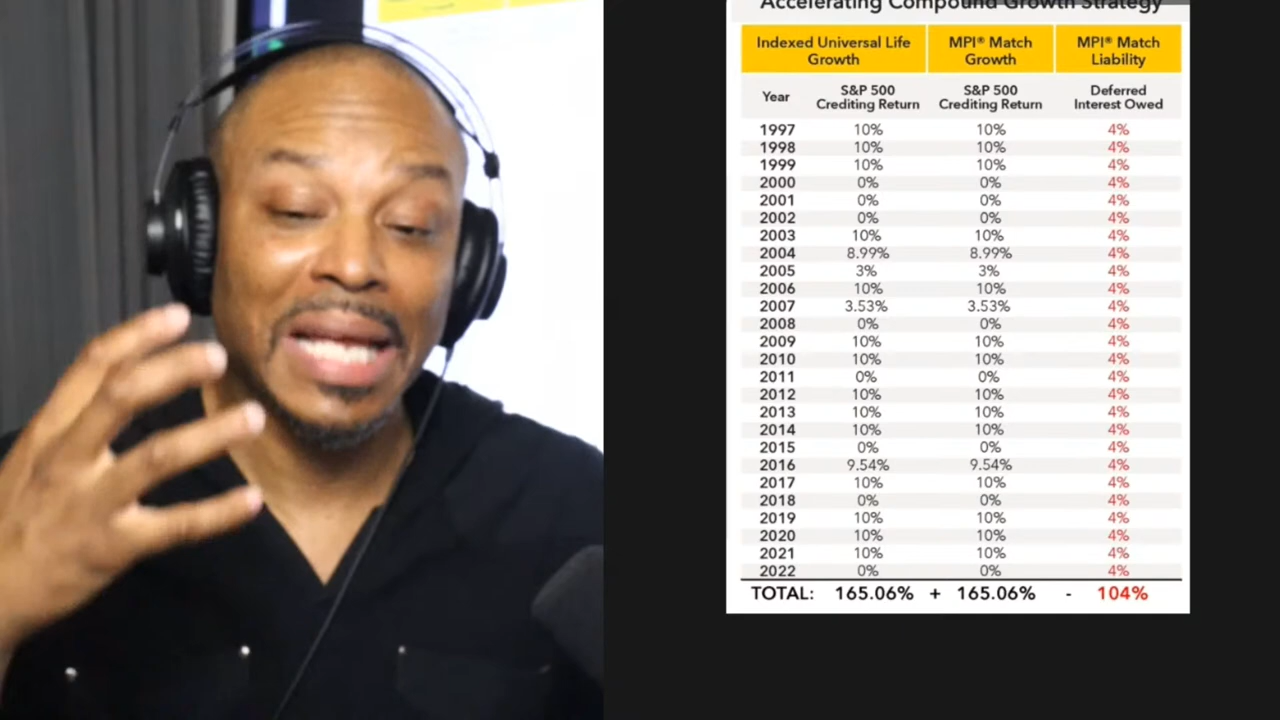 Accelerating Compound Growth Strategy
Indexed Universal Life Growth MPI® Match Growth MPI® Match Liability
Year S&P 500 Crediting Return S&P 500 Crediting Return Deferred Interest Owed
1997 10% 10% 4%
1998 10% 10% 4%
1999 10% 10% 4%
2000 0% 0% 4%
2001 0% 0% 4%
2002 0% 0% 4%
2003 10% 10% 4%
2004 8.99% 8.99% 4%
2005 3% 3% 4%
2006 10% 10% 4%
2007 3.53% 3.53% 4%
2008 0% 0% 4%
2009 10% 10% 4%
2010 10% 10% 4%
2011 0% 0% 4%
2012 10% 10% 4%
2013 10% 10% 4%
2014 10% 10% 4%
2015 0% 0% 4%
2016 9.54% 9.54% 4%
2017 10% 10% 4%
2018 0% 0% 4%
2019 10% 10% 4%
2020 10% 10% 4%
2021 10% 10% 4%
2022 0% 0% 4%
TOTAL: 165.06% + 165.06% - 104%